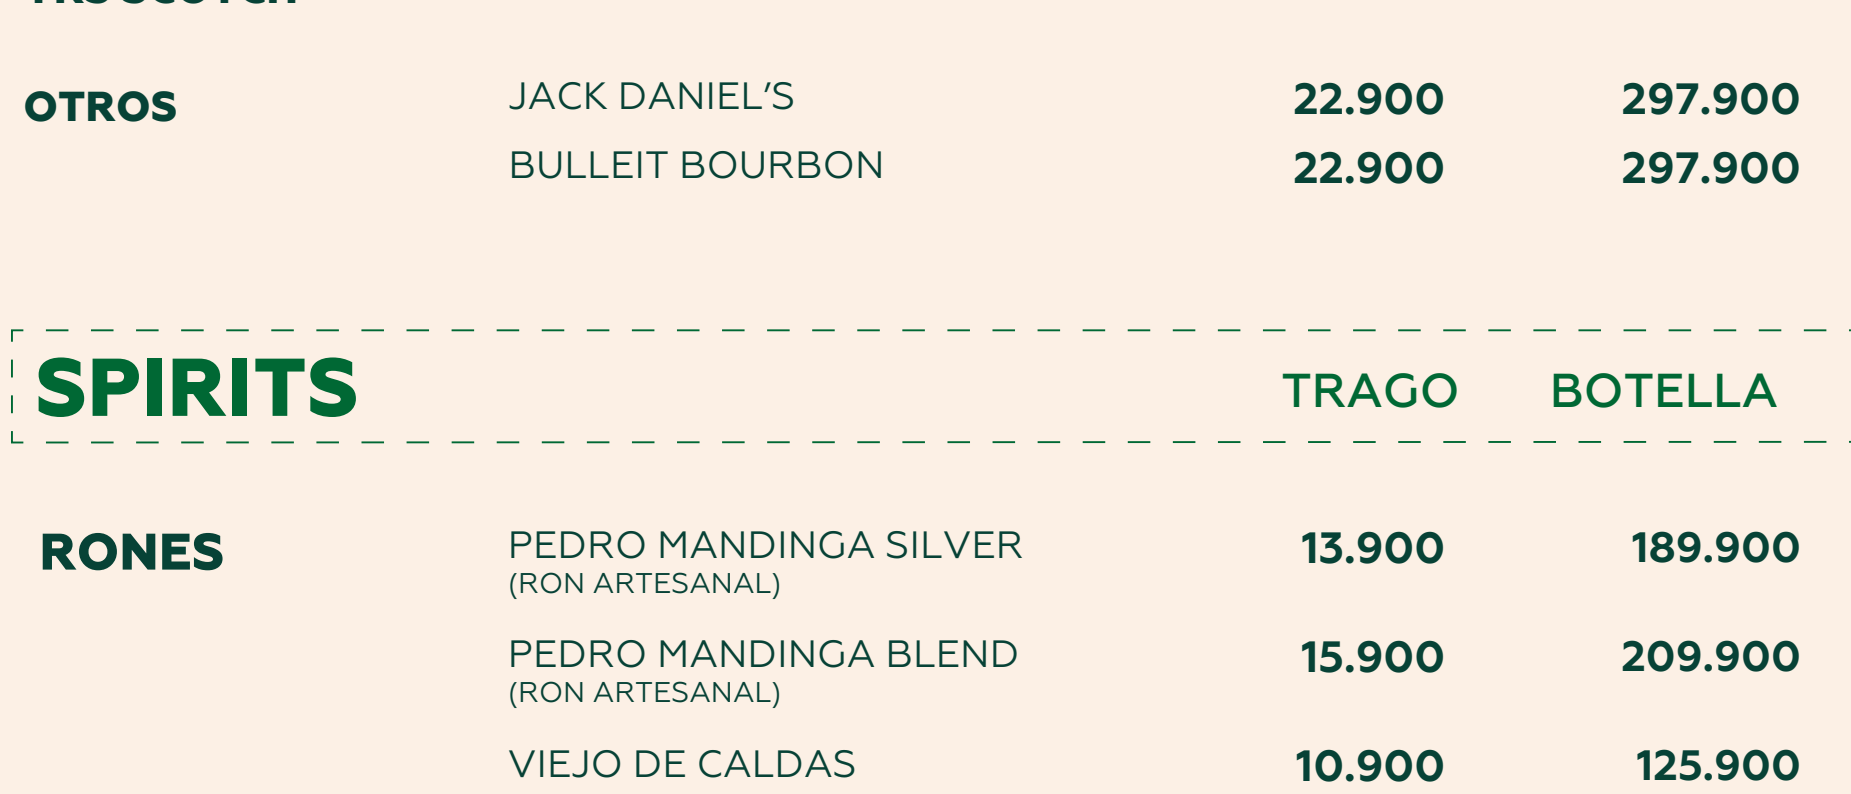 OTROS JACK DANIEL'S 22.900 297.900
BULLEIT BOURBON 22.900 297.900
SPIRITS TRAGO BOTELLA
RONES PEDRO MANDINGA SILVER 13.900 189.900
(RON ARTESANAL)
PEDRO MANDINGA BLEND 15.900 209.900
(RON ARTESANAL)
VIEJO DE CALDAS 10.900 125.900